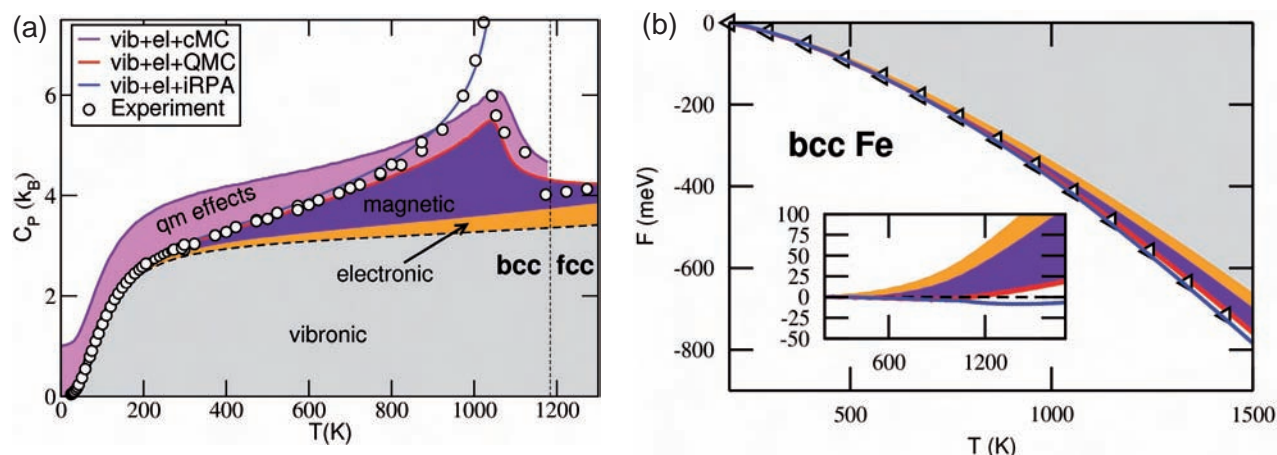 (a)
vib+el+cMC
vib+el+QMC
vib+el+iRPA
Experiment
C_P (k_B)
6
4
2
0
qm effects
magnetic
electronic
bcc fcc
vibronic
0 200 400 600 800 1000 1200
T(K)
(b)
F (meV)
0
-200
-400
-600
-800
bcc Fe
100
75
50
25
0
-25
-50
600 1200
500 1000 1500
T (K)